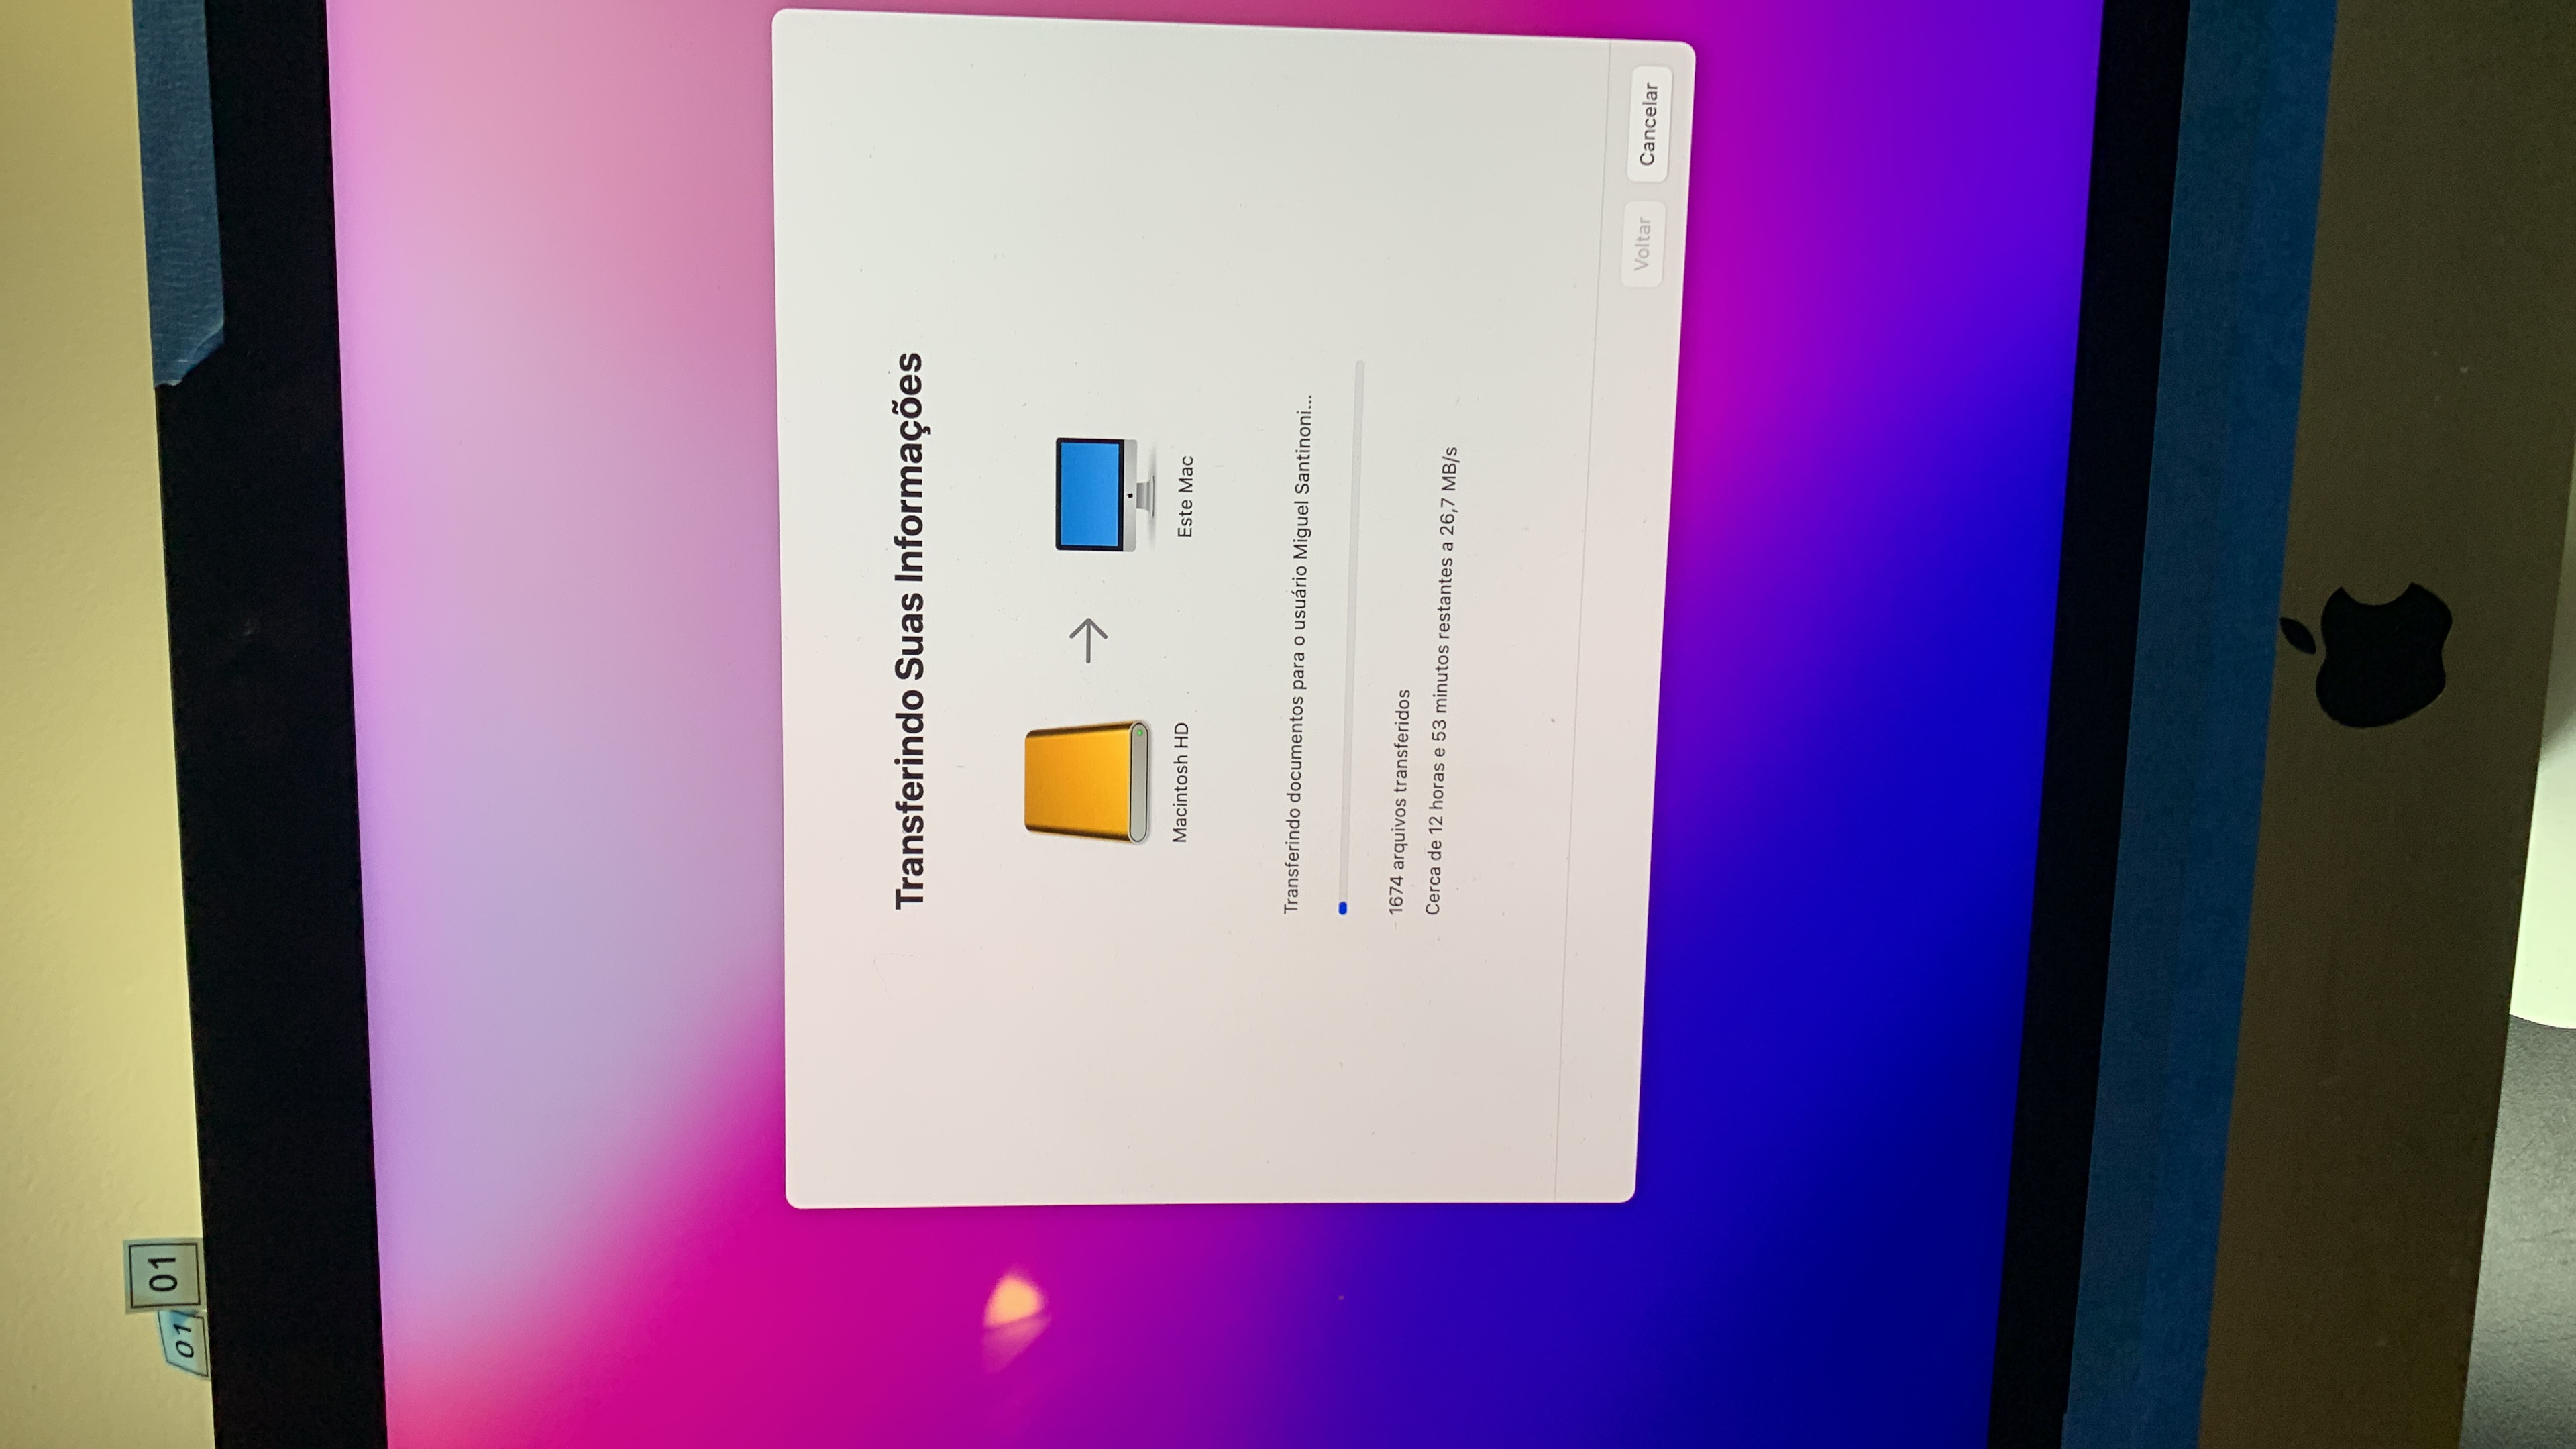 01
01
Transferindo Suas Informações
Macintosh HD
Este Mac
Transferindo documentos para o usuário Miguel Santinoni...
1674 arquivos transferidos
Cerca de 12 horas e 53 minutos restantes a 26,7 MB/s
Voltar
Cancelar